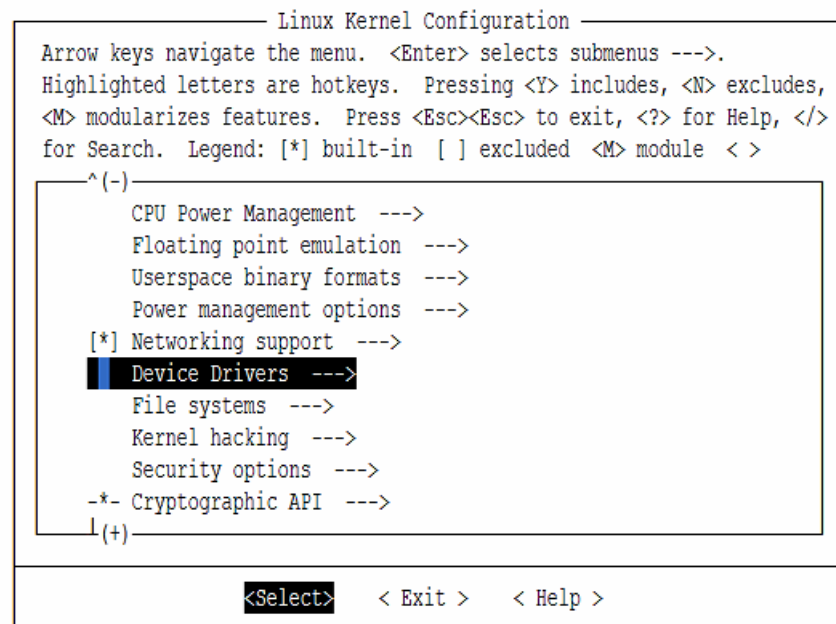 Linux Kernel Configuration
Arrow keys navigate the menu.  <Enter> selects submenus --->.
Highlighted letters are hotkeys.  Pressing <Y> includes, <N> excludes,
<M> modularizes features.  Press <Esc><Esc> to exit, <?> for Help, </>
for Search.  Legend: [*] built-in  [ ] excluded  <M> module  < >
^(-)
CPU Power Management  --->
Floating point emulation  --->
Userspace binary formats  --->
Power management options  --->
[*] Networking support  --->
Device Drivers  --->
File systems  --->
Kernel hacking  --->
Security options  --->
-*- Cryptographic API  --->
(+)
<Select>    < Exit >    < Help >